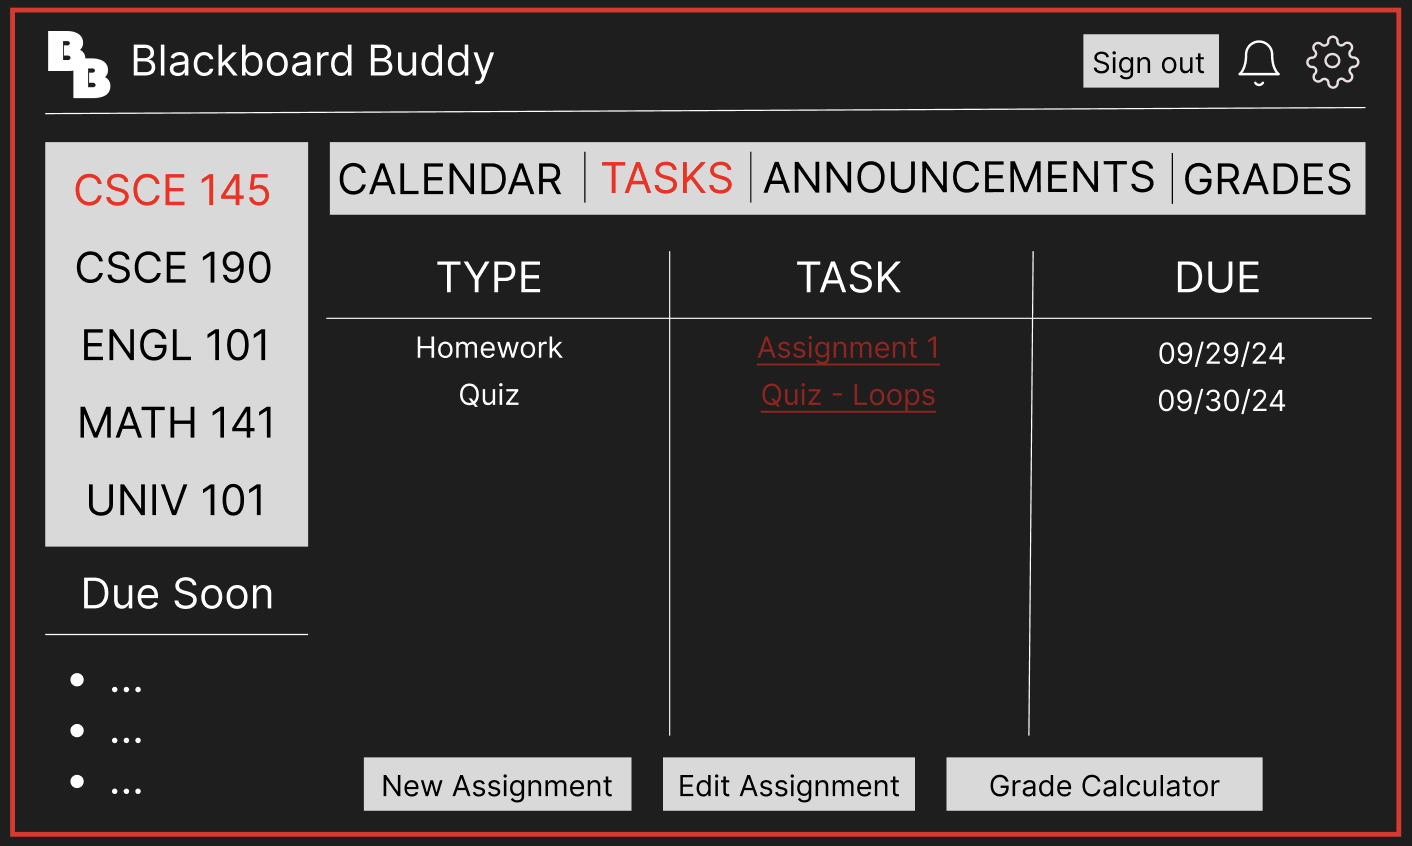 BB Blackboard Buddy
Sign out
CSCE 145
CSCE 190
ENGL 101
MATH 141
UNIV 101
Due Soon
• ...
• ...
• ...
CALENDAR | TASKS | ANNOUNCEMENTS | GRADES
TYPE TASK DUE
Homework Assignment 1 09/29/24
Quiz Quiz - Loops 09/30/24
New Assignment Edit Assignment Grade Calculator